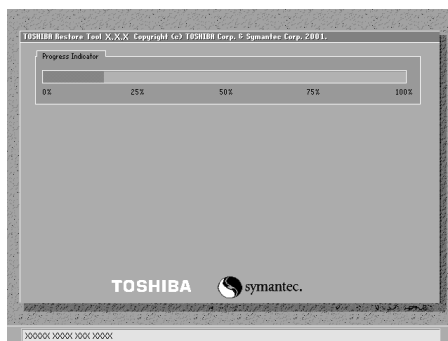 TOSHIBA Restore Tool X.X.X Copyright (c) TOSHIBA Corp. & Symantec Corp. 2001.
Progress Indicator
0% 25% 50% 75% 100%
TOSHIBA symantec.
XXXXX XXXX XXX XXXX